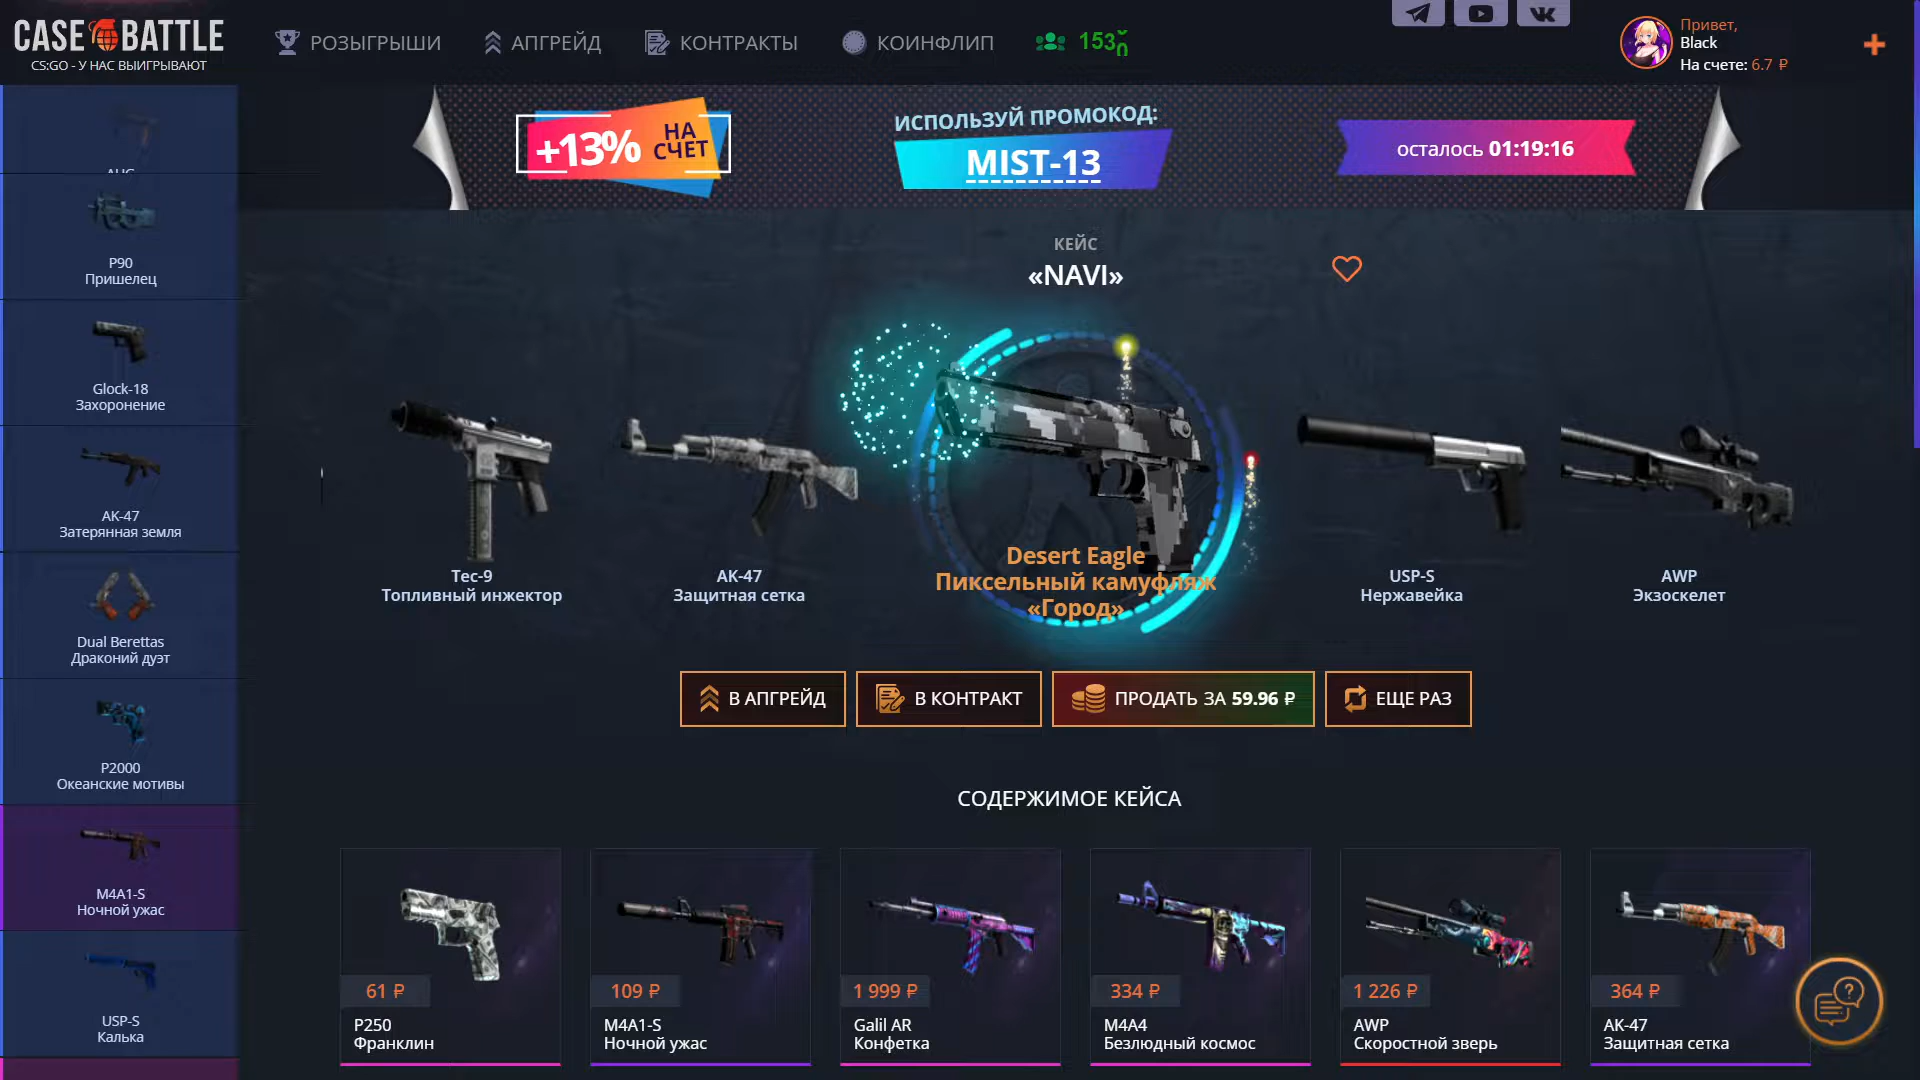 CASE BATTLE
CS:GO - У НАС ВЫИГРЫВАЮТ
РОЗЫГРЫШИ
АПГРЕЙД
КОНТРАКТЫ
КОИНФЛИП
153
Привет,
Black
На счете: 6.7 ₽
+13% НА СЧЕТ
ИСПОЛЬЗУЙ ПРОМОКОД:
MIST-13
осталось 01:19:16
AUG
P90
Пришелец
Glock-18
Захоронение
AK-47
Затерянная земля
Dual Berettas
Драконий дуэт
P2000
Океанские мотивы
M4A1-S
Ночной ужас
USP-S
Калька
КЕЙС
«NAVI»
Tec-9
Топливный инжектор
AK-47
Защитная сетка
Desert Eagle
Пиксельный камуфляж
«Город»
USP-S
Нержавейка
AWP
Экзоскелет
В АПГРЕЙД
В КОНТРАКТ
ПРОДАТЬ ЗА 59.96 ₽
ЕЩЕ РАЗ
СОДЕРЖИМОЕ КЕЙСА
61 ₽
P250
Франклин
109 ₽
M4A1-S
Ночной ужас
1 999 ₽
Galil AR
Конфетка
334 ₽
M4A4
Безлюдный космос
1 226 ₽
AWP
Скоростной зверь
364 ₽
AK-47
Защитная сетка